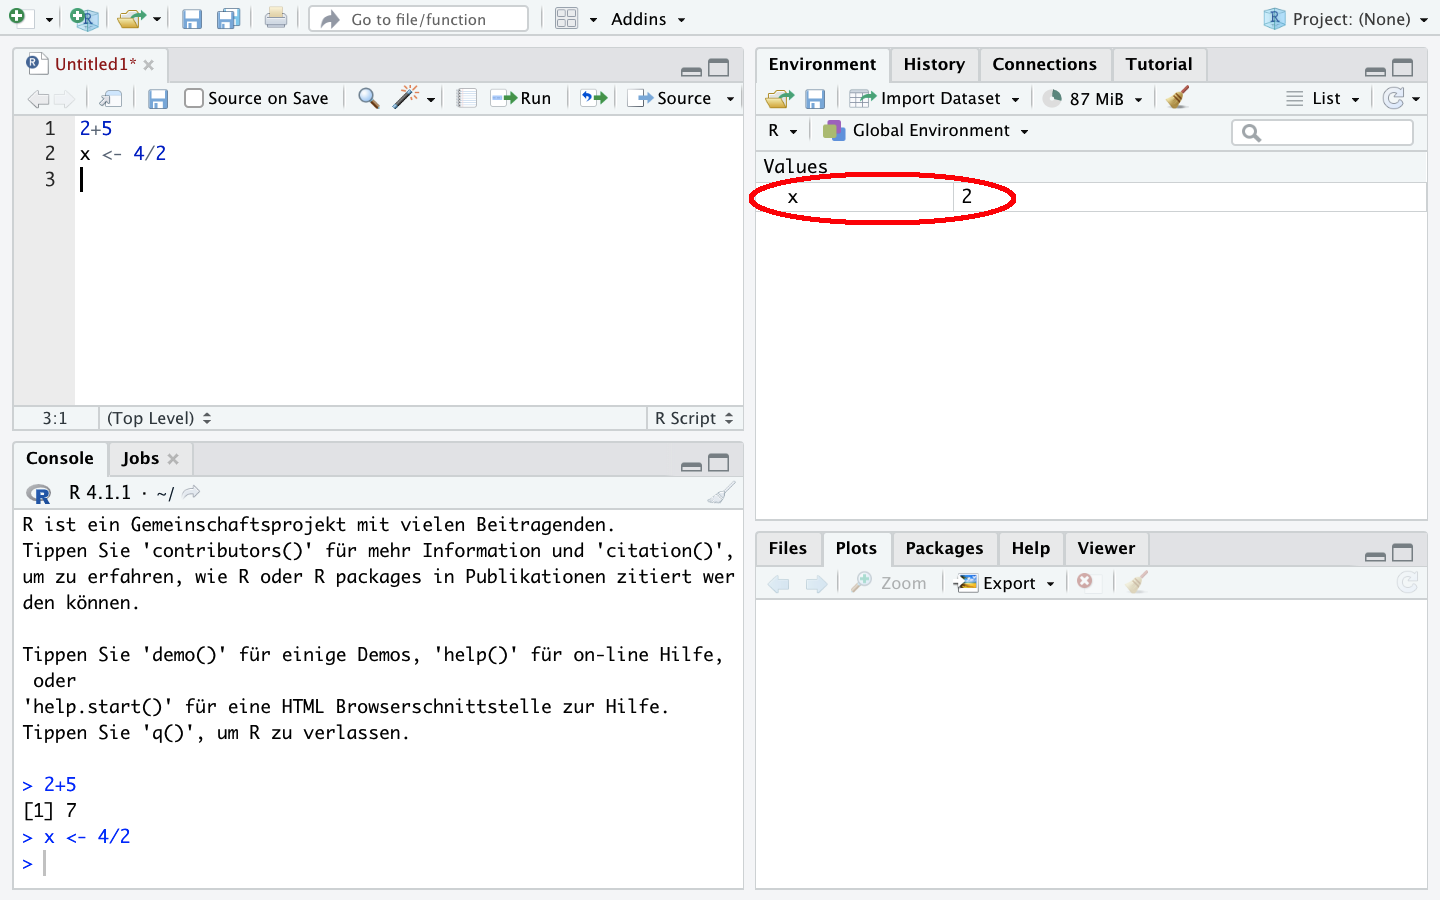 Go to file/function
Addins
Project: (None)
Untitled1*
Source on Save
Run
Source
1 2+5
2 x <- 4/2
3
3:1 (Top Level) R Script
Console Jobs
R 4.1.1 · ~/
R ist ein Gemeinschaftsprojekt mit vielen Beitragenden.
Tippen Sie 'contributors()' für mehr Information und 'citation()',
um zu erfahren, wie R oder R packages in Publikationen zitiert wer
den können.
Tippen Sie 'demo()' für einige Demos, 'help()' für on-line Hilfe,
oder
'help.start()' für eine HTML Browserschnittstelle zur Hilfe.
Tippen Sie 'q()', um R zu verlassen.
> 2+5
[1] 7
> x <- 4/2
>
Environment History Connections Tutorial
Import Dataset 87 MiB List
R Global Environment
Values
x 2
Files Plots Packages Help Viewer
Zoom Export